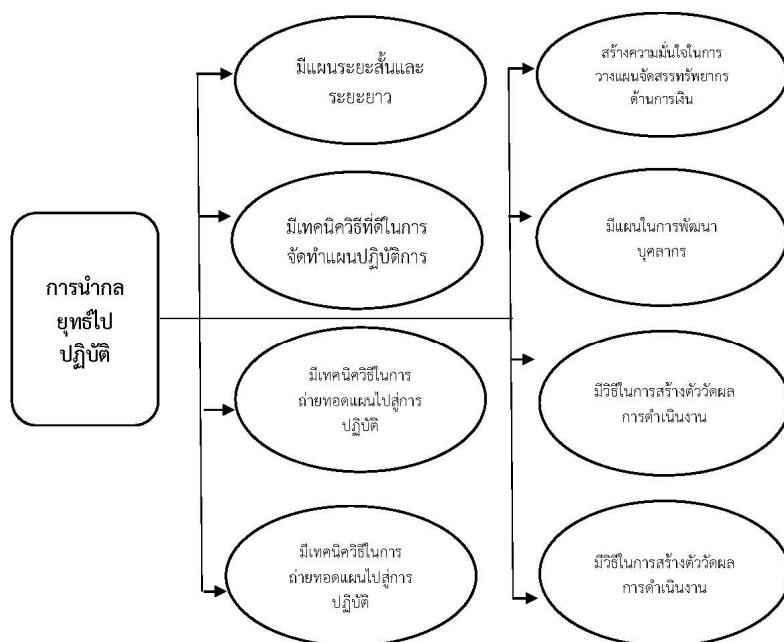 การนำกล
ยุทธ์ไป
ปฏิบัติ
มีแผนระยะสั้นและ
ระยะยาว
มีเทคนิควิธีที่ดีในการ
จัดทำแผนปฏิบัติการ
มีเทคนิควิธีในการ
ถ่ายทอดแผนไปสู่การ
ปฏิบัติ
มีเทคนิควิธีในการ
ถ่ายทอดแผนไปสู่การ
ปฏิบัติ
สร้างความมั่นใจในการ
วางแผนจัดสรรทรัพยากร
ด้านการเงิน
มีแผนในการพัฒนา
บุคลากร
มีวิธีในการสร้างตัววัดผล
การดำเนินงาน
มีวิธีในการสร้างตัววัดผล
การดำเนินงาน